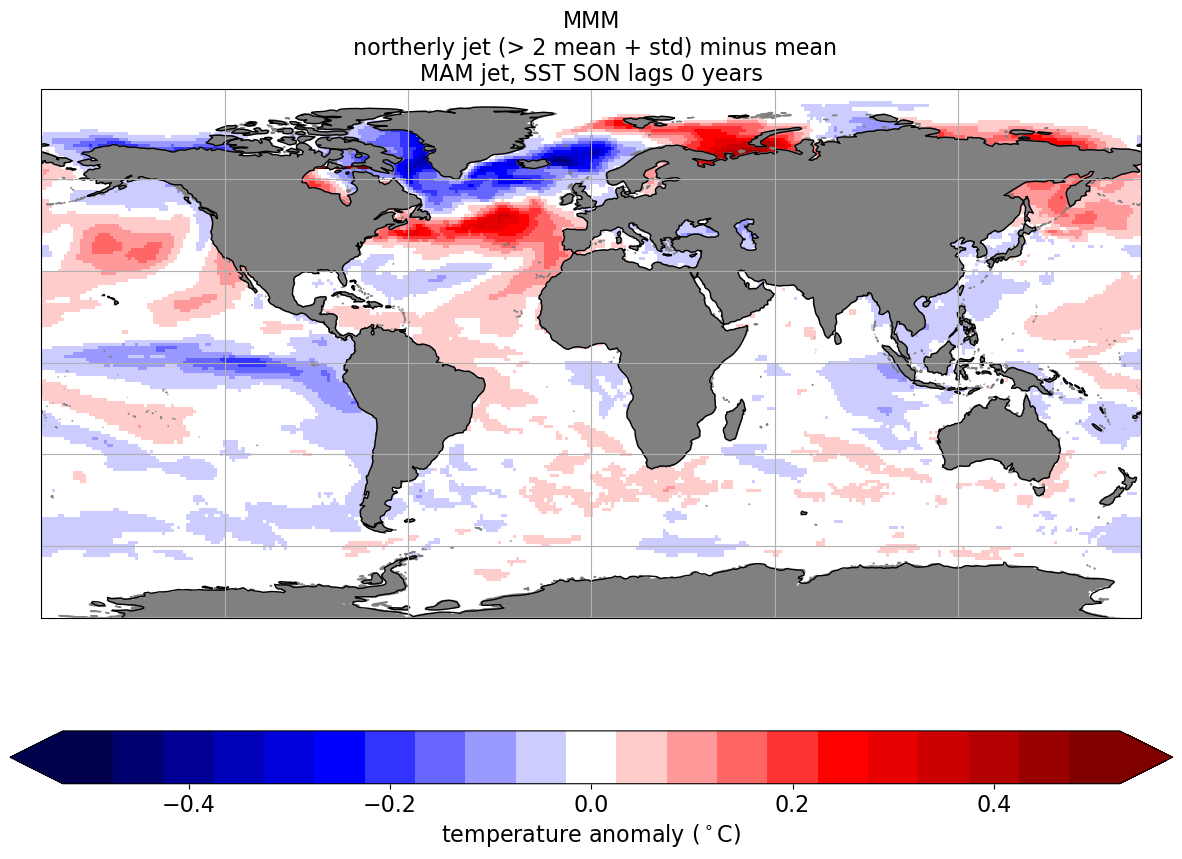 MMM
northerly jet (> 2 mean + std) minus mean
MAM jet, SST SON lags 0 years
−0.4 −0.2 0.0 0.2 0.4
temperature anomaly (°C)